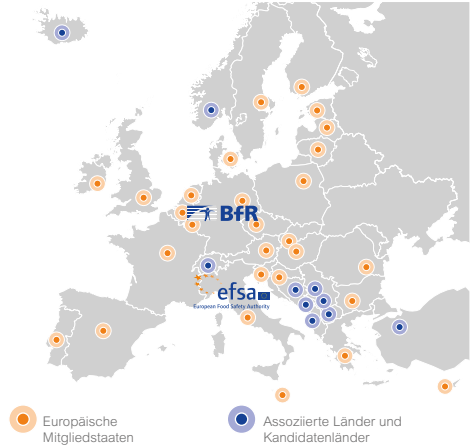 BfR
efsa
European Food Safety Authority
Europäische
Mitgliedstaaten
Assoziierte Länder und
Kandidatenländer